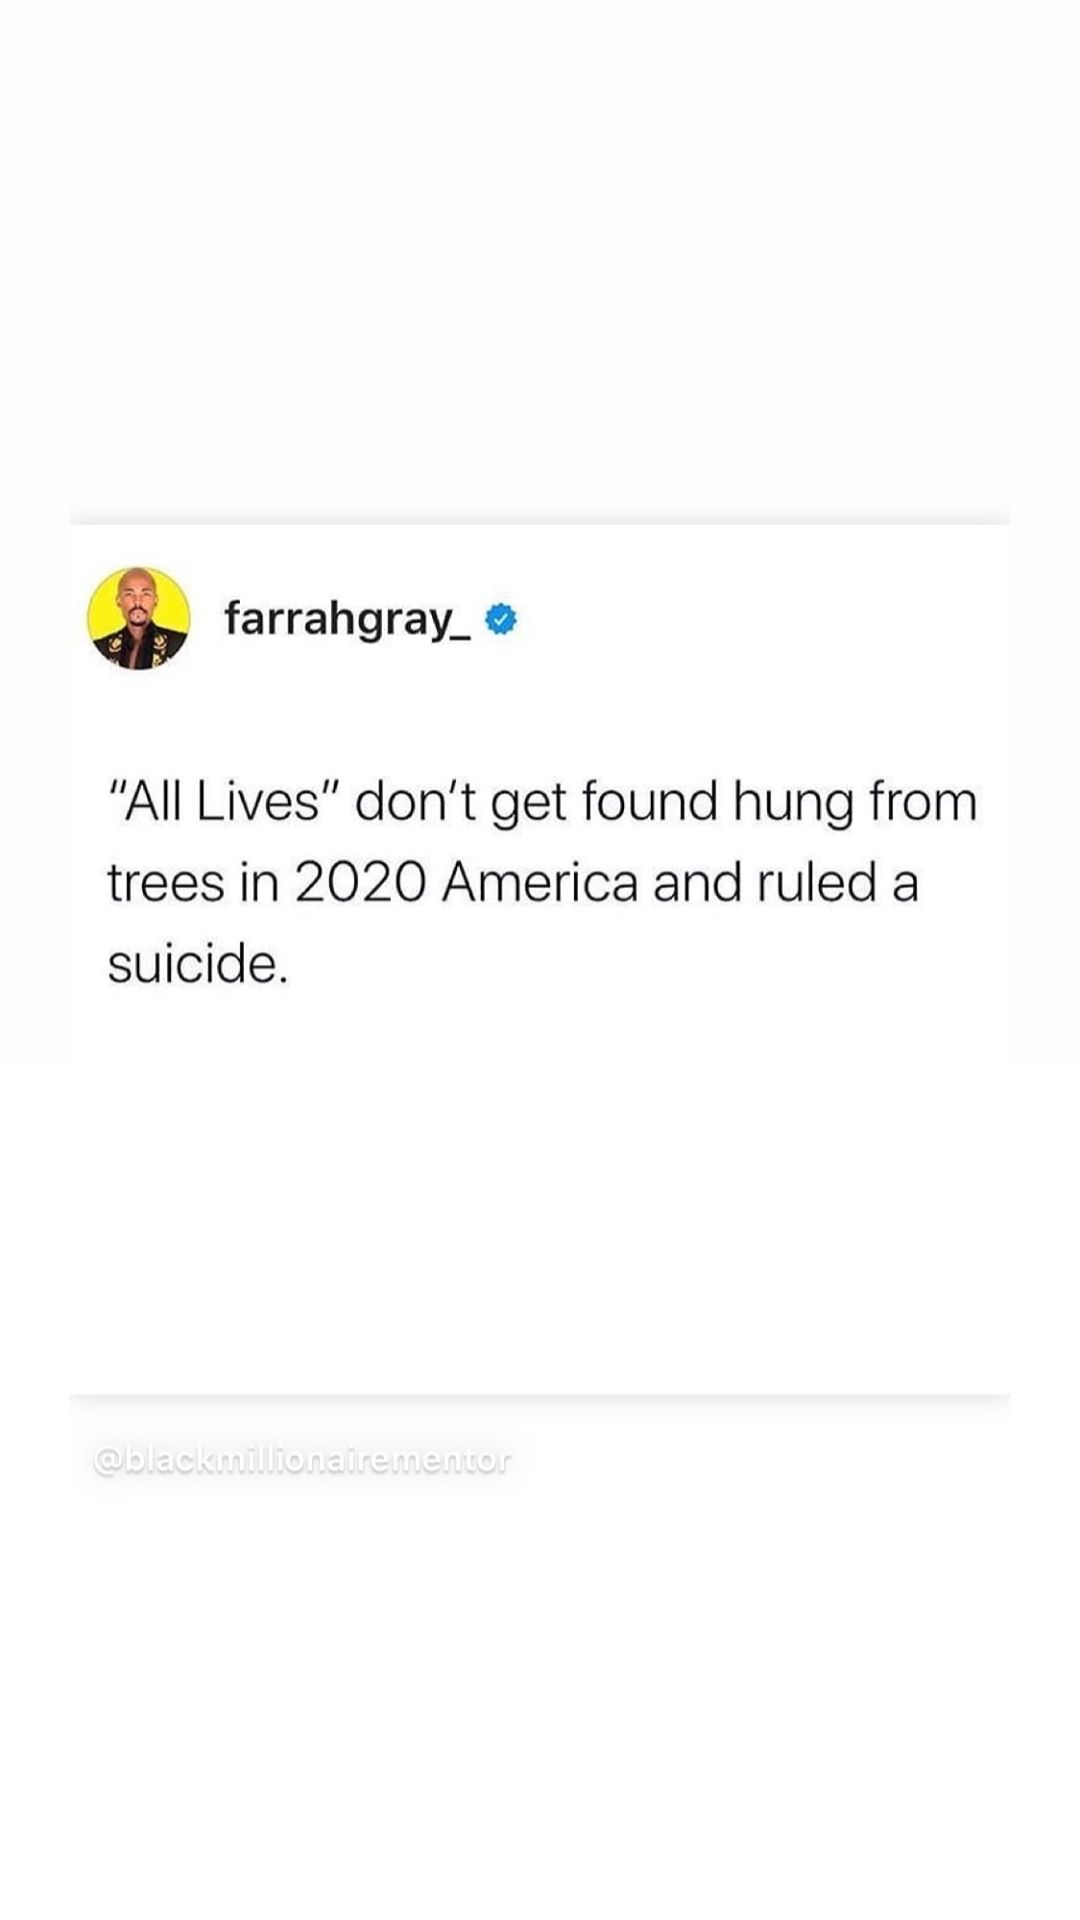 farrahgray_
"All Lives" don't get found hung from
trees in 2020 America and ruled a
suicide.
@blackmillionairementor